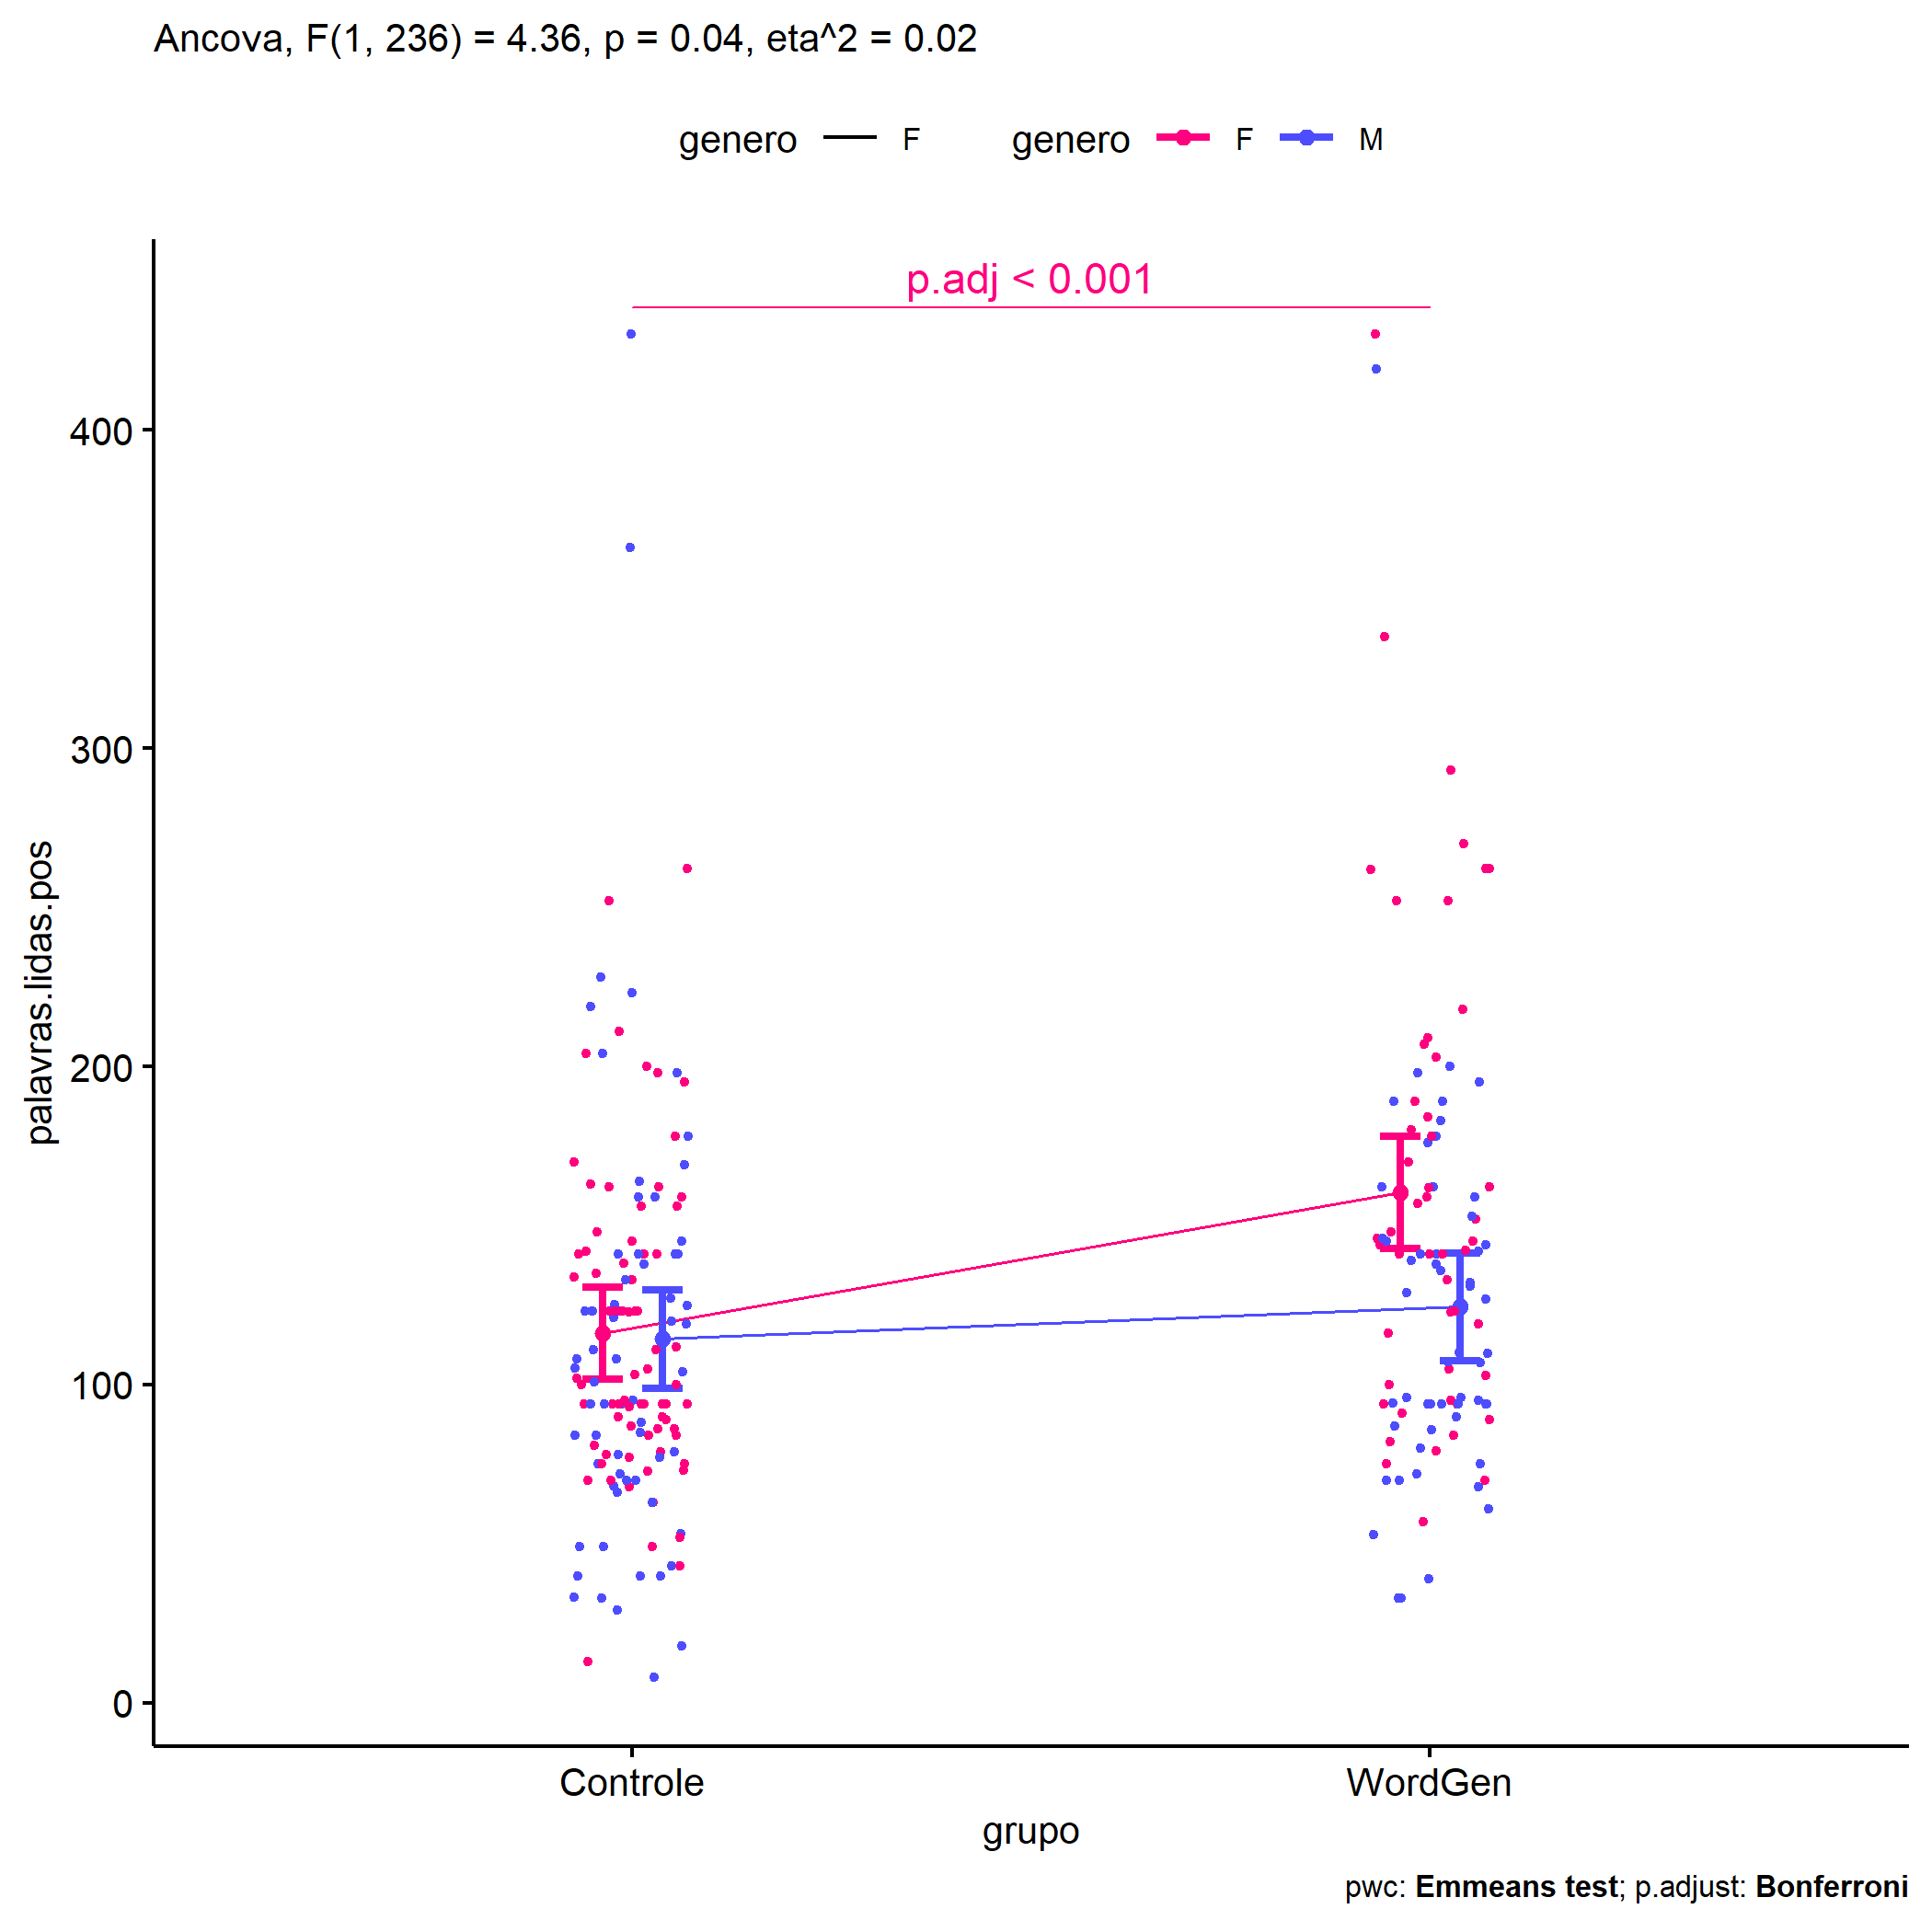 Ancova, F(1, 236) = 4.36, p = 0.04, eta^2 = 0.02
genero F genero F M
p.adj < 0.001
400
300
200
100
0
palavras.lidas.pos
Controle WordGen
grupo
pwc: Emmeans test; p.adjust: Bonferroni